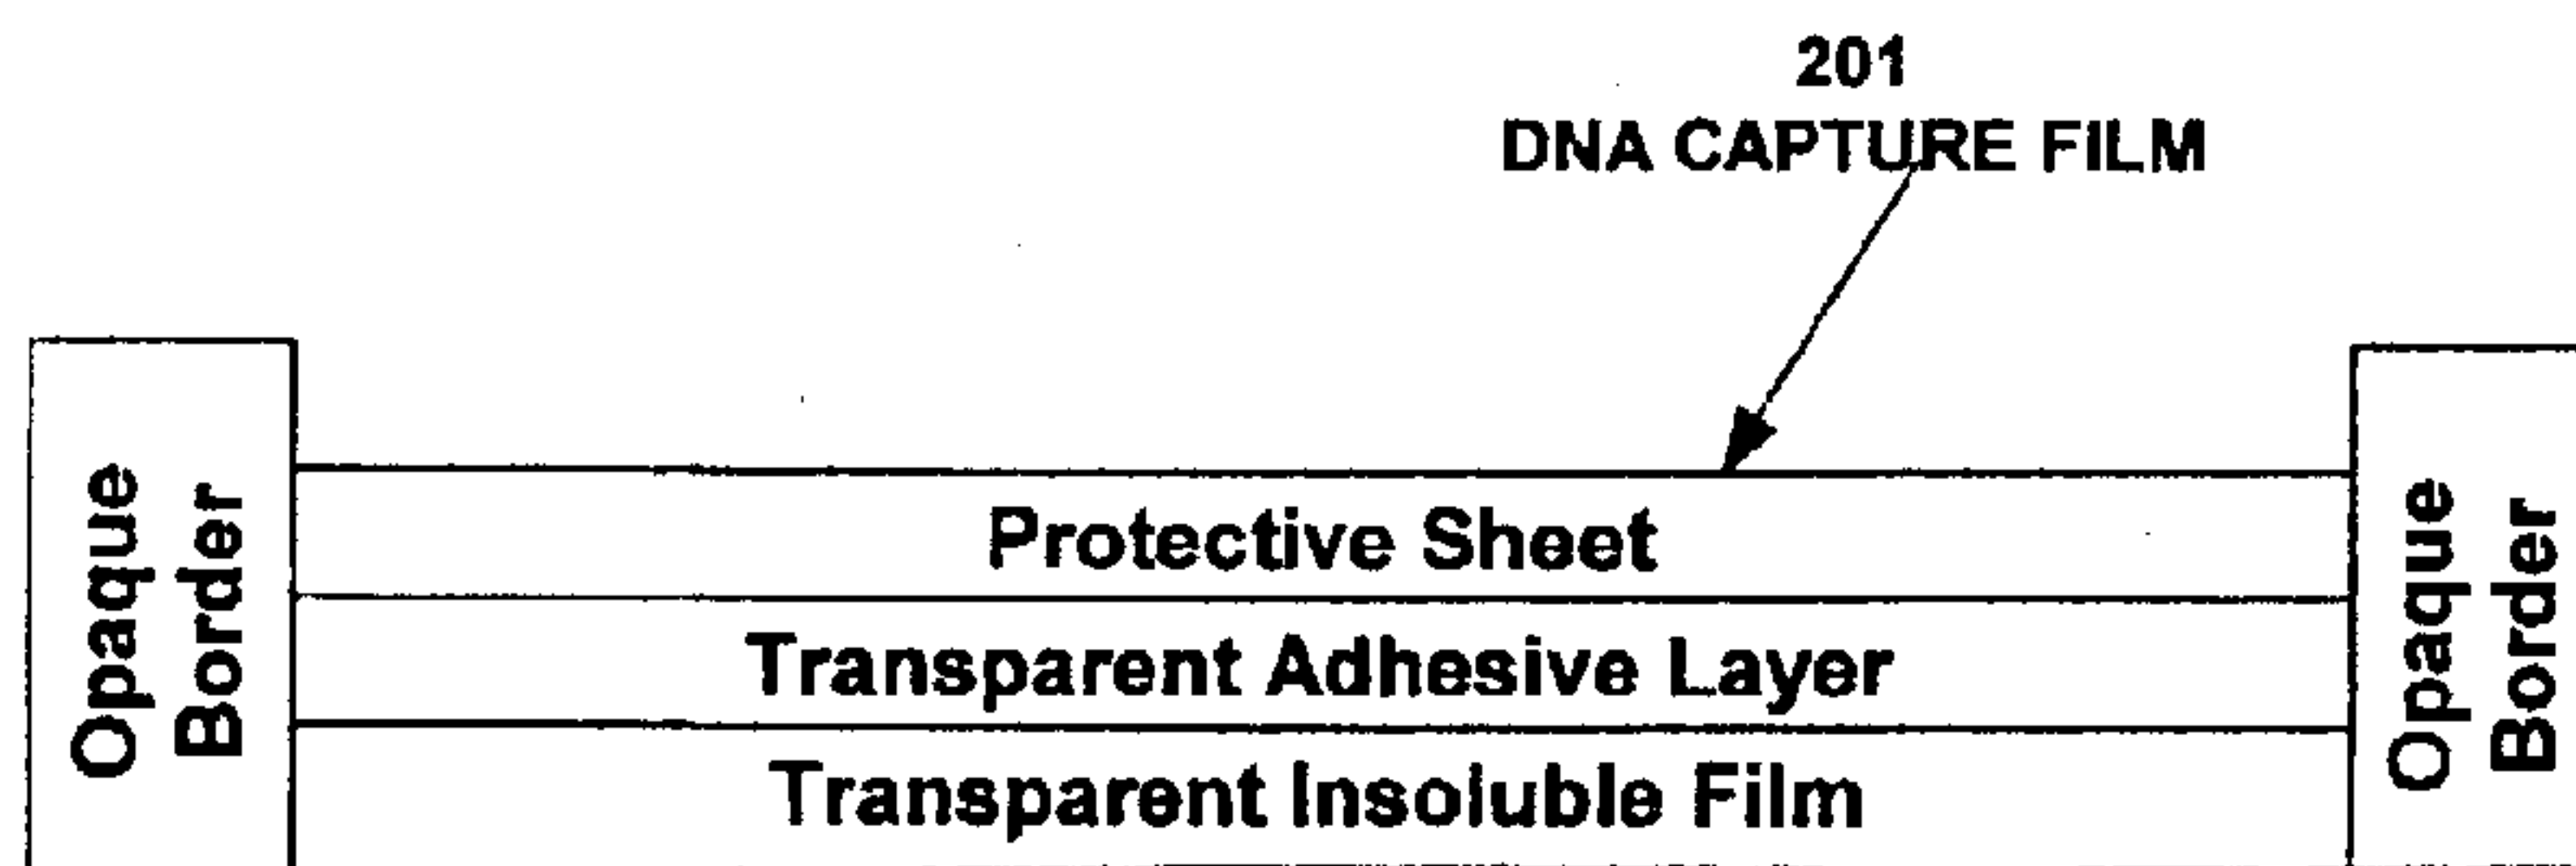 201
DNA CAPTURE FILM
Opaque
Border
Protective Sheet
Transparent Adhesive Layer
Transparent Insoluble Film
Opaque
Border